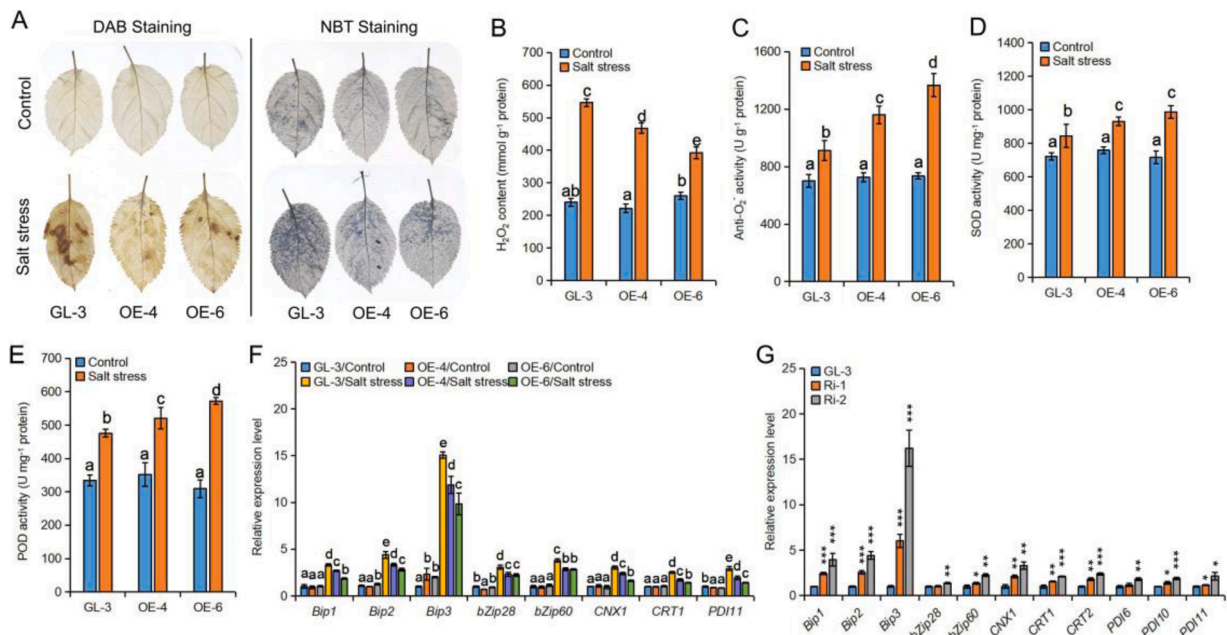 A
DAB Staining
NBT Staining
Control
Salt stress
GL-3 OE-4 OE-6 GL-3 OE-4 OE-6
B
Control
Salt stress
H₂O₂ content (mmol g⁻¹ protein)
700
600
500
400
300
200
100
0
ab c a d b e
GL-3 OE-4 OE-6
C
Control
Salt stress
Anti-O₂⁻ activity (U g⁻¹ protein)
1600
1200
800
400
0
a b a c a d
GL-3 OE-4 OE-6
D
Control
Salt stress
SOD activity (U mg⁻¹ protein)
1400
1200
1000
800
600
400
200
0
a b a c a c
GL-3 OE-4 OE-6
E
Control
Salt stress
POD activity (U mg⁻¹ protein)
700
600
500
400
300
200
100
0
a b a c a d
GL-3 OE-4 OE-6
F
GL-3/Control OE-4/Control OE-6/Control
GL-3/Salt stress OE-4/Salt stress OE-6/Salt stress
Relative expression level
25
20
15
10
5
0
a a a d c b
a a b e d c
a b b e d c
b a b d c c
a a a c b b
a a a d c b
a a a d c b
a a a d c b
Bip1 Bip2 Bip3 bZip28 bZip60 CNX1 CRT1 PDI11
G
GL-3
Ri-1
Ri-2
Relative expression level
25
20
15
10
5
0
*** ***
** ***
*** ***
**
* **
** **
** ***
** ***
**
* ***
* *
Bip1 Bip2 Bip3 bZip28 bZip60 CNX1 CRT1 CRT2 PDI6 PDI10 PDI11